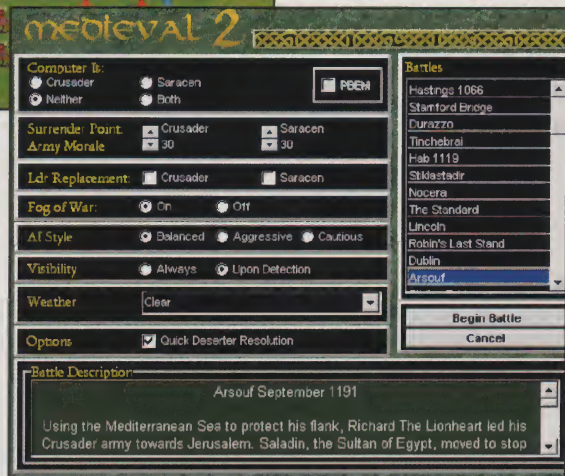 medieval 2
Computer Is:
Crusader
Saracen
Neither
Both
PBEM
Surrender Point
Crusader
Saracen
Army Morale
30
30
Ldr Replacement:
Crusader
Saracen
Fog of War:
On
Off
AI Style
Balanced
Aggressive
Cautious
Visibility
Always
Upon Detection
Weather
Clear
Options
Quick Deserter Resolution
Battles
Hastings 1066
Stamford Bridge
Durazzo
Tinchebrai
Hab 1119
Stiklastadir
Nocera
The Standard
Lincoln
Robin's Last Stand
Dublin
Arsouf
Begin Battle
Cancel
Battle Description
Arsouf September 1191
Using the Mediterranean Sea to protect his flank, Richard The Lionheart led his
Crusader army towards Jerusalem. Saladin, the Sultan of Egypt, moved to stop